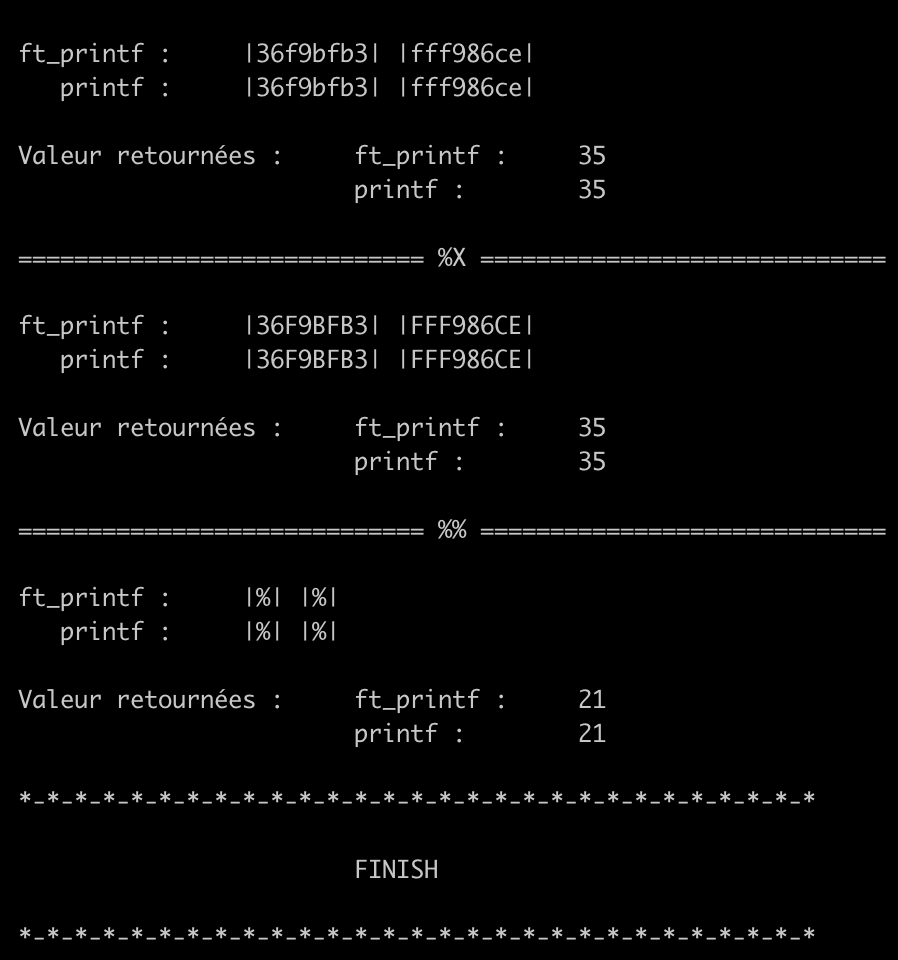 ft_printf :     |36f9bfb3| |fff986ce|
   printf :     |36f9bfb3| |fff986ce|
Valeur retournées :     ft_printf :     35
                        printf :        35
============================= %X =============================
ft_printf :     |36F9BFB3| |FFF986CE|
   printf :     |36F9BFB3| |FFF986CE|
Valeur retournées :     ft_printf :     35
                        printf :        35
============================= %% =============================
ft_printf :     |%| |%|
   printf :     |%| |%|
Valeur retournées :     ft_printf :     21
                        printf :        21
*-*-*-*-*-*-*-*-*-*-*-*-*-*-*-*-*-*-*-*-*-*-*-*-*-*-*-*-*
                        FINISH
*-*-*-*-*-*-*-*-*-*-*-*-*-*-*-*-*-*-*-*-*-*-*-*-*-*-*-*-*